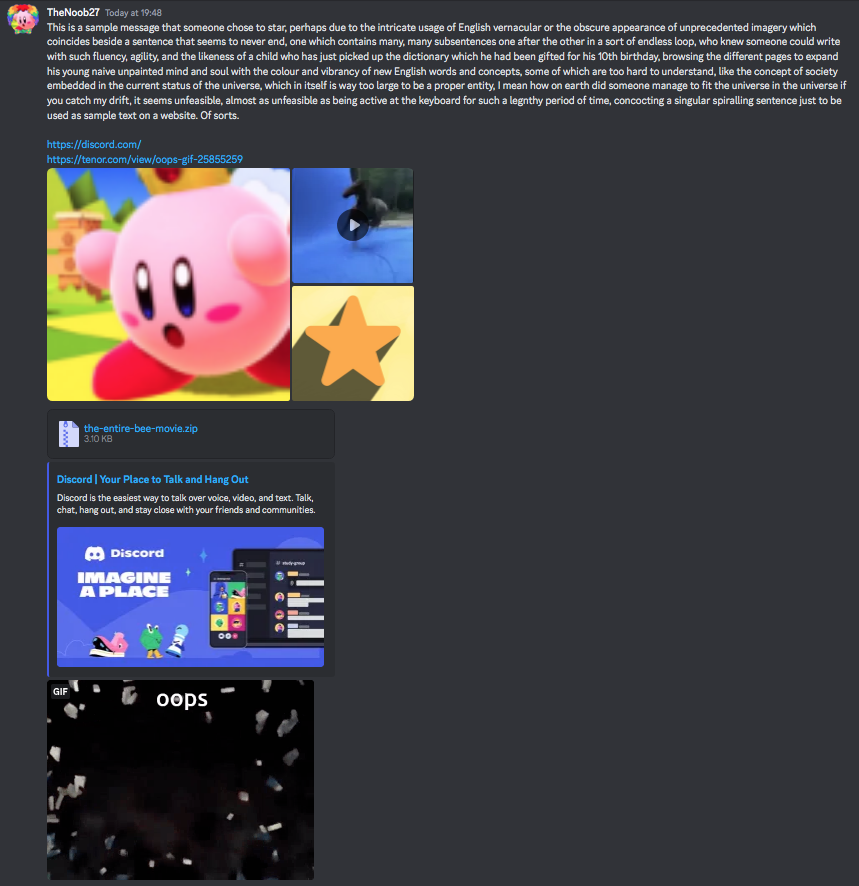 TheNoob27 Today at 19:48
This is a sample message that someone chose to star, perhaps due to the intricate usage of English vernacular or the obscure appearance of unprecedented imagery which
coincides beside a sentence that seems to never end, one which contains many, many subsentences one after the other in a sort of endless loop, who knew someone could write
with such fluency, agility, and the likeness of a child who has just picked up the dictionary which he had been gifted for his 10th birthday, browsing the different pages to expand
his young naive unpainted mind and soul with the colour and vibrancy of new English words and concepts, some of which are too hard to understand, like the concept of society
embedded in the current status of the universe, which in itself is way too large to be a proper entity, I mean how on earth did someone manage to fit the universe in the universe if
you catch my drift, it seems unfeasible, almost as unfeasible as being active at the keyboard for such a legnthy period of time, concocting a singular spiralling sentence just to be
used as sample text on a website. Of sorts.
https://discord.com/
https://tenor.com/view/oops-gif-25855259
the-entire-bee-movie.zip
3.10 KB
Discord | Your Place to Talk and Hang Out
Discord is the easiest way to talk over voice, video, and text. Talk,
chat, hang out, and stay close with your friends and communities.
Discord
IMAGINE
A PLACE
study-group
GIF
oops